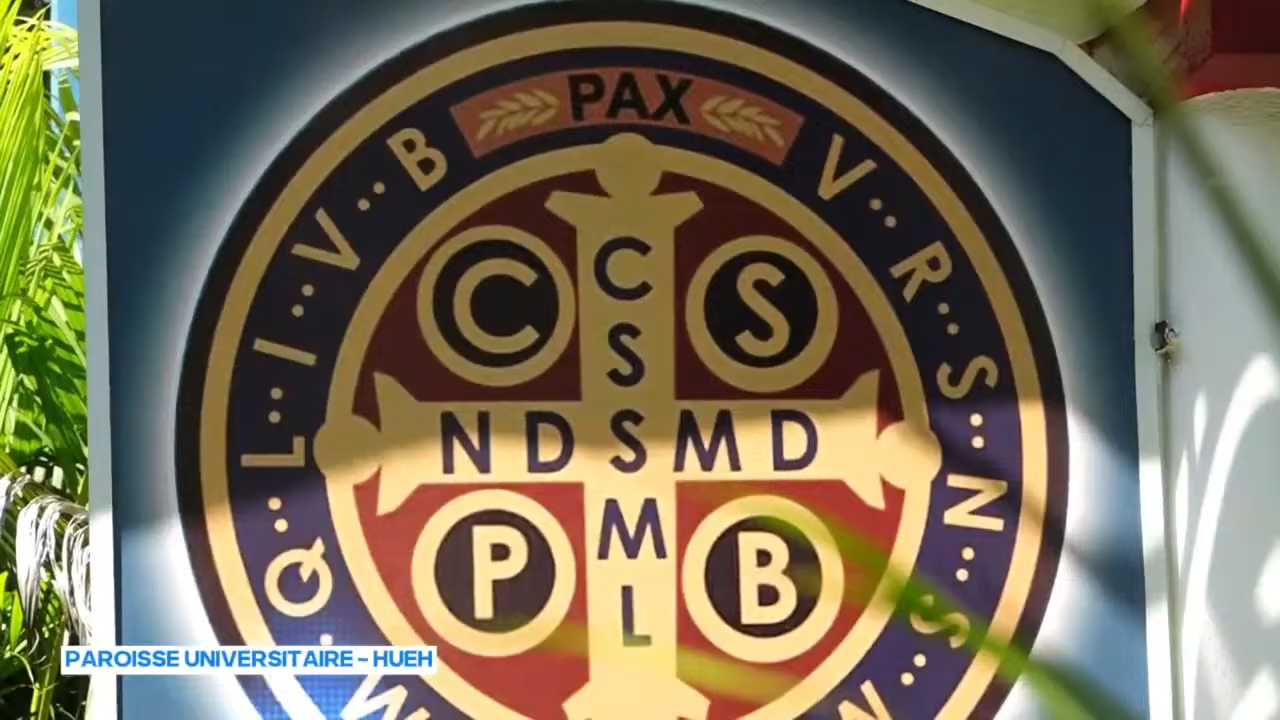 PAX
V··R··S··N··S
M
Q··L··I··V··B
C S
C
S
NDSMD
M
L
P B
PAROISSE UNIVERSITAIRE – HUEH